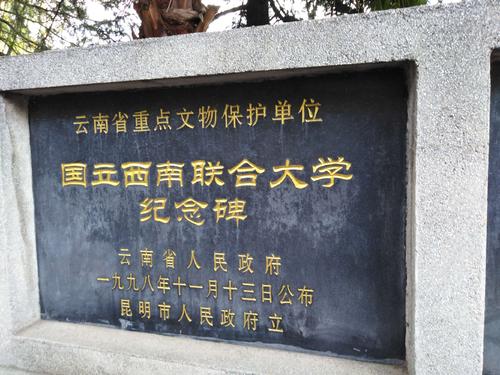 云南省重点文物保护单位
国立西南联合大学
纪念碑
云南省人民政府
一九九八年十一月十三日公布
昆明市人民政府立